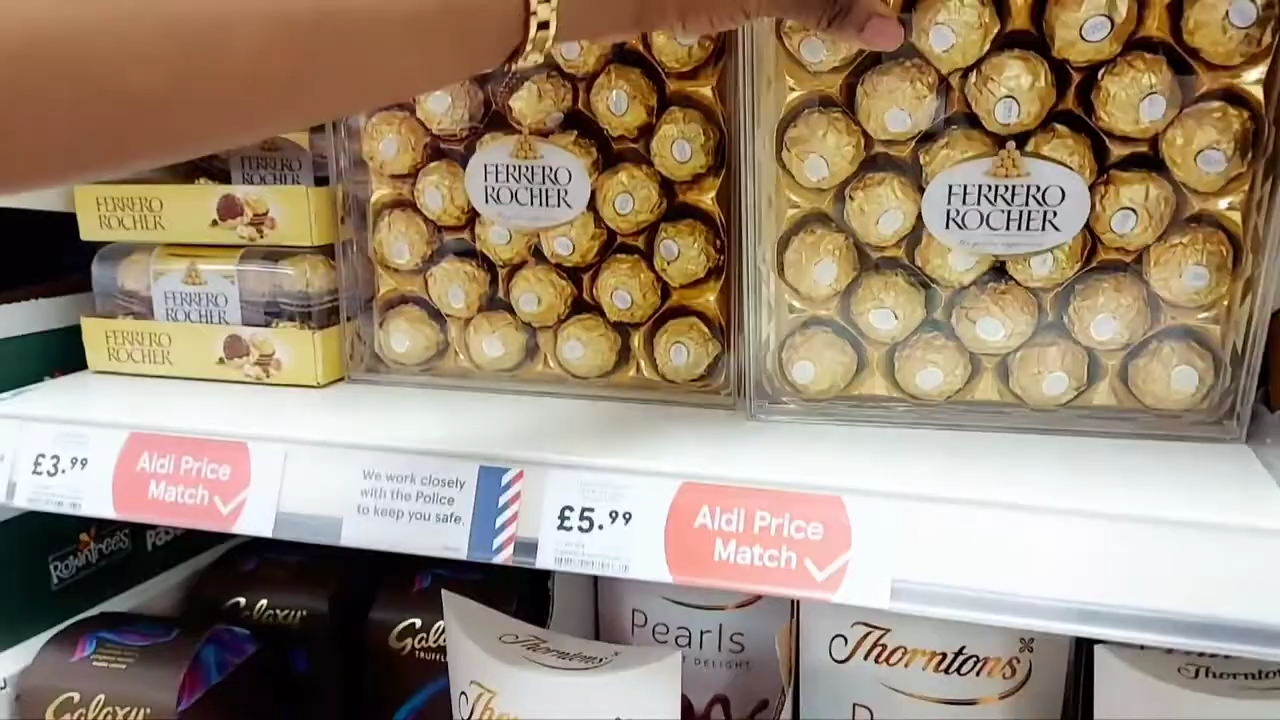 FERRERO
ROCHER
FERRERO
ROCHER
FERRERO
ROCHER
FERRERO
ROCHER
FERRERO
ROCHER
FERRERO
ROCHER
£3.99
Aldi Price
Match
We work closely
with the Police
to keep you safe.
£5.99
Aldi Price
Match
Rowntree's
Galaxy
Galaxy
Thorntons
Pearls
DELIGHT
Thorntons